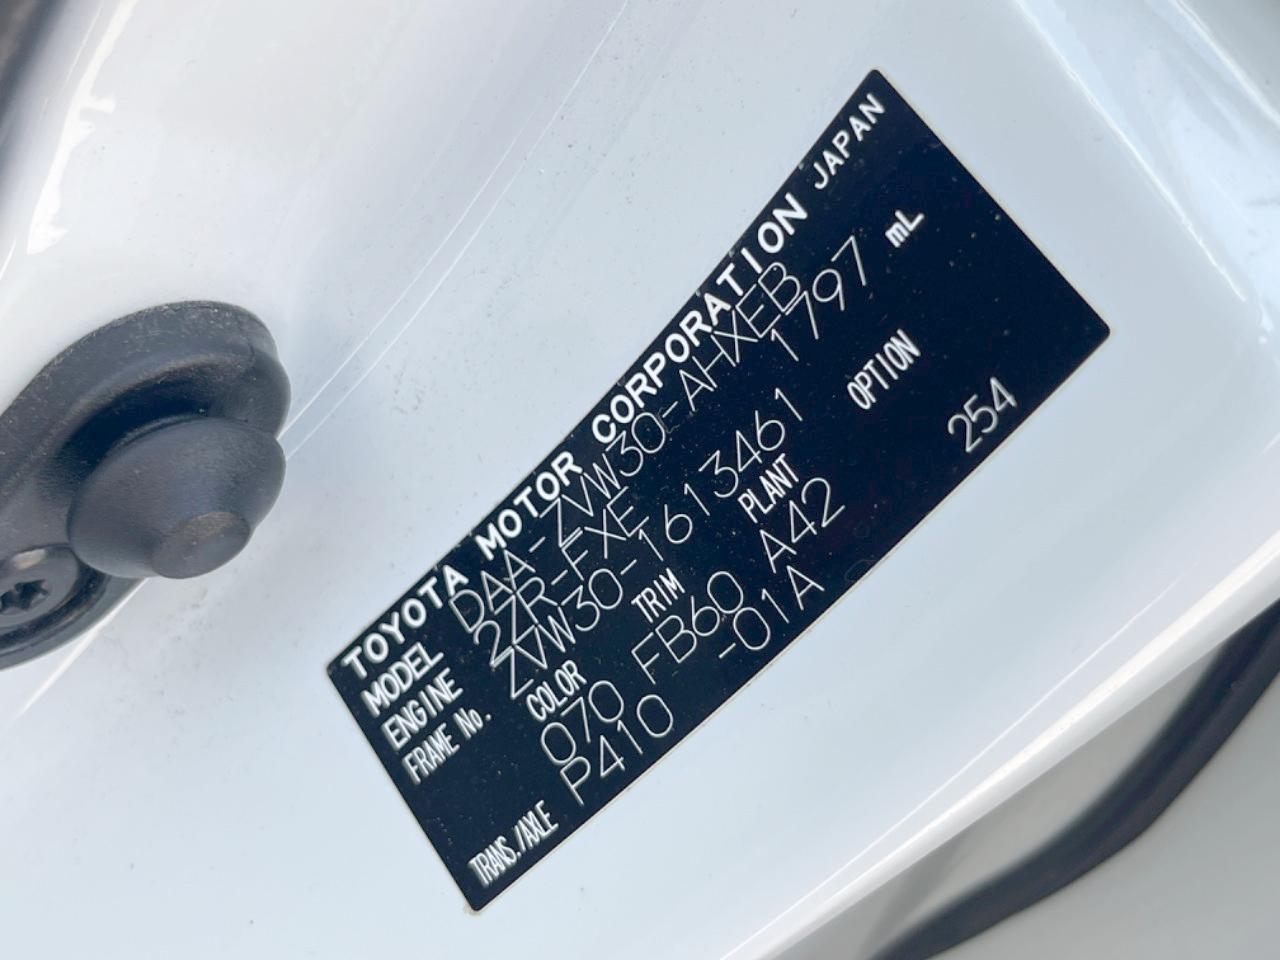 TOYOTA MOTOR CORPORATION JAPAN
MODEL DAA-ZVW30-AHXEB
ENGINE 2ZR-FXE 1797 mL
FRAME No. ZVW30-1613461
COLOR TRIM PLANT OPTION
070 FB60 A42 254
TRANS./AXLE P410 -01A